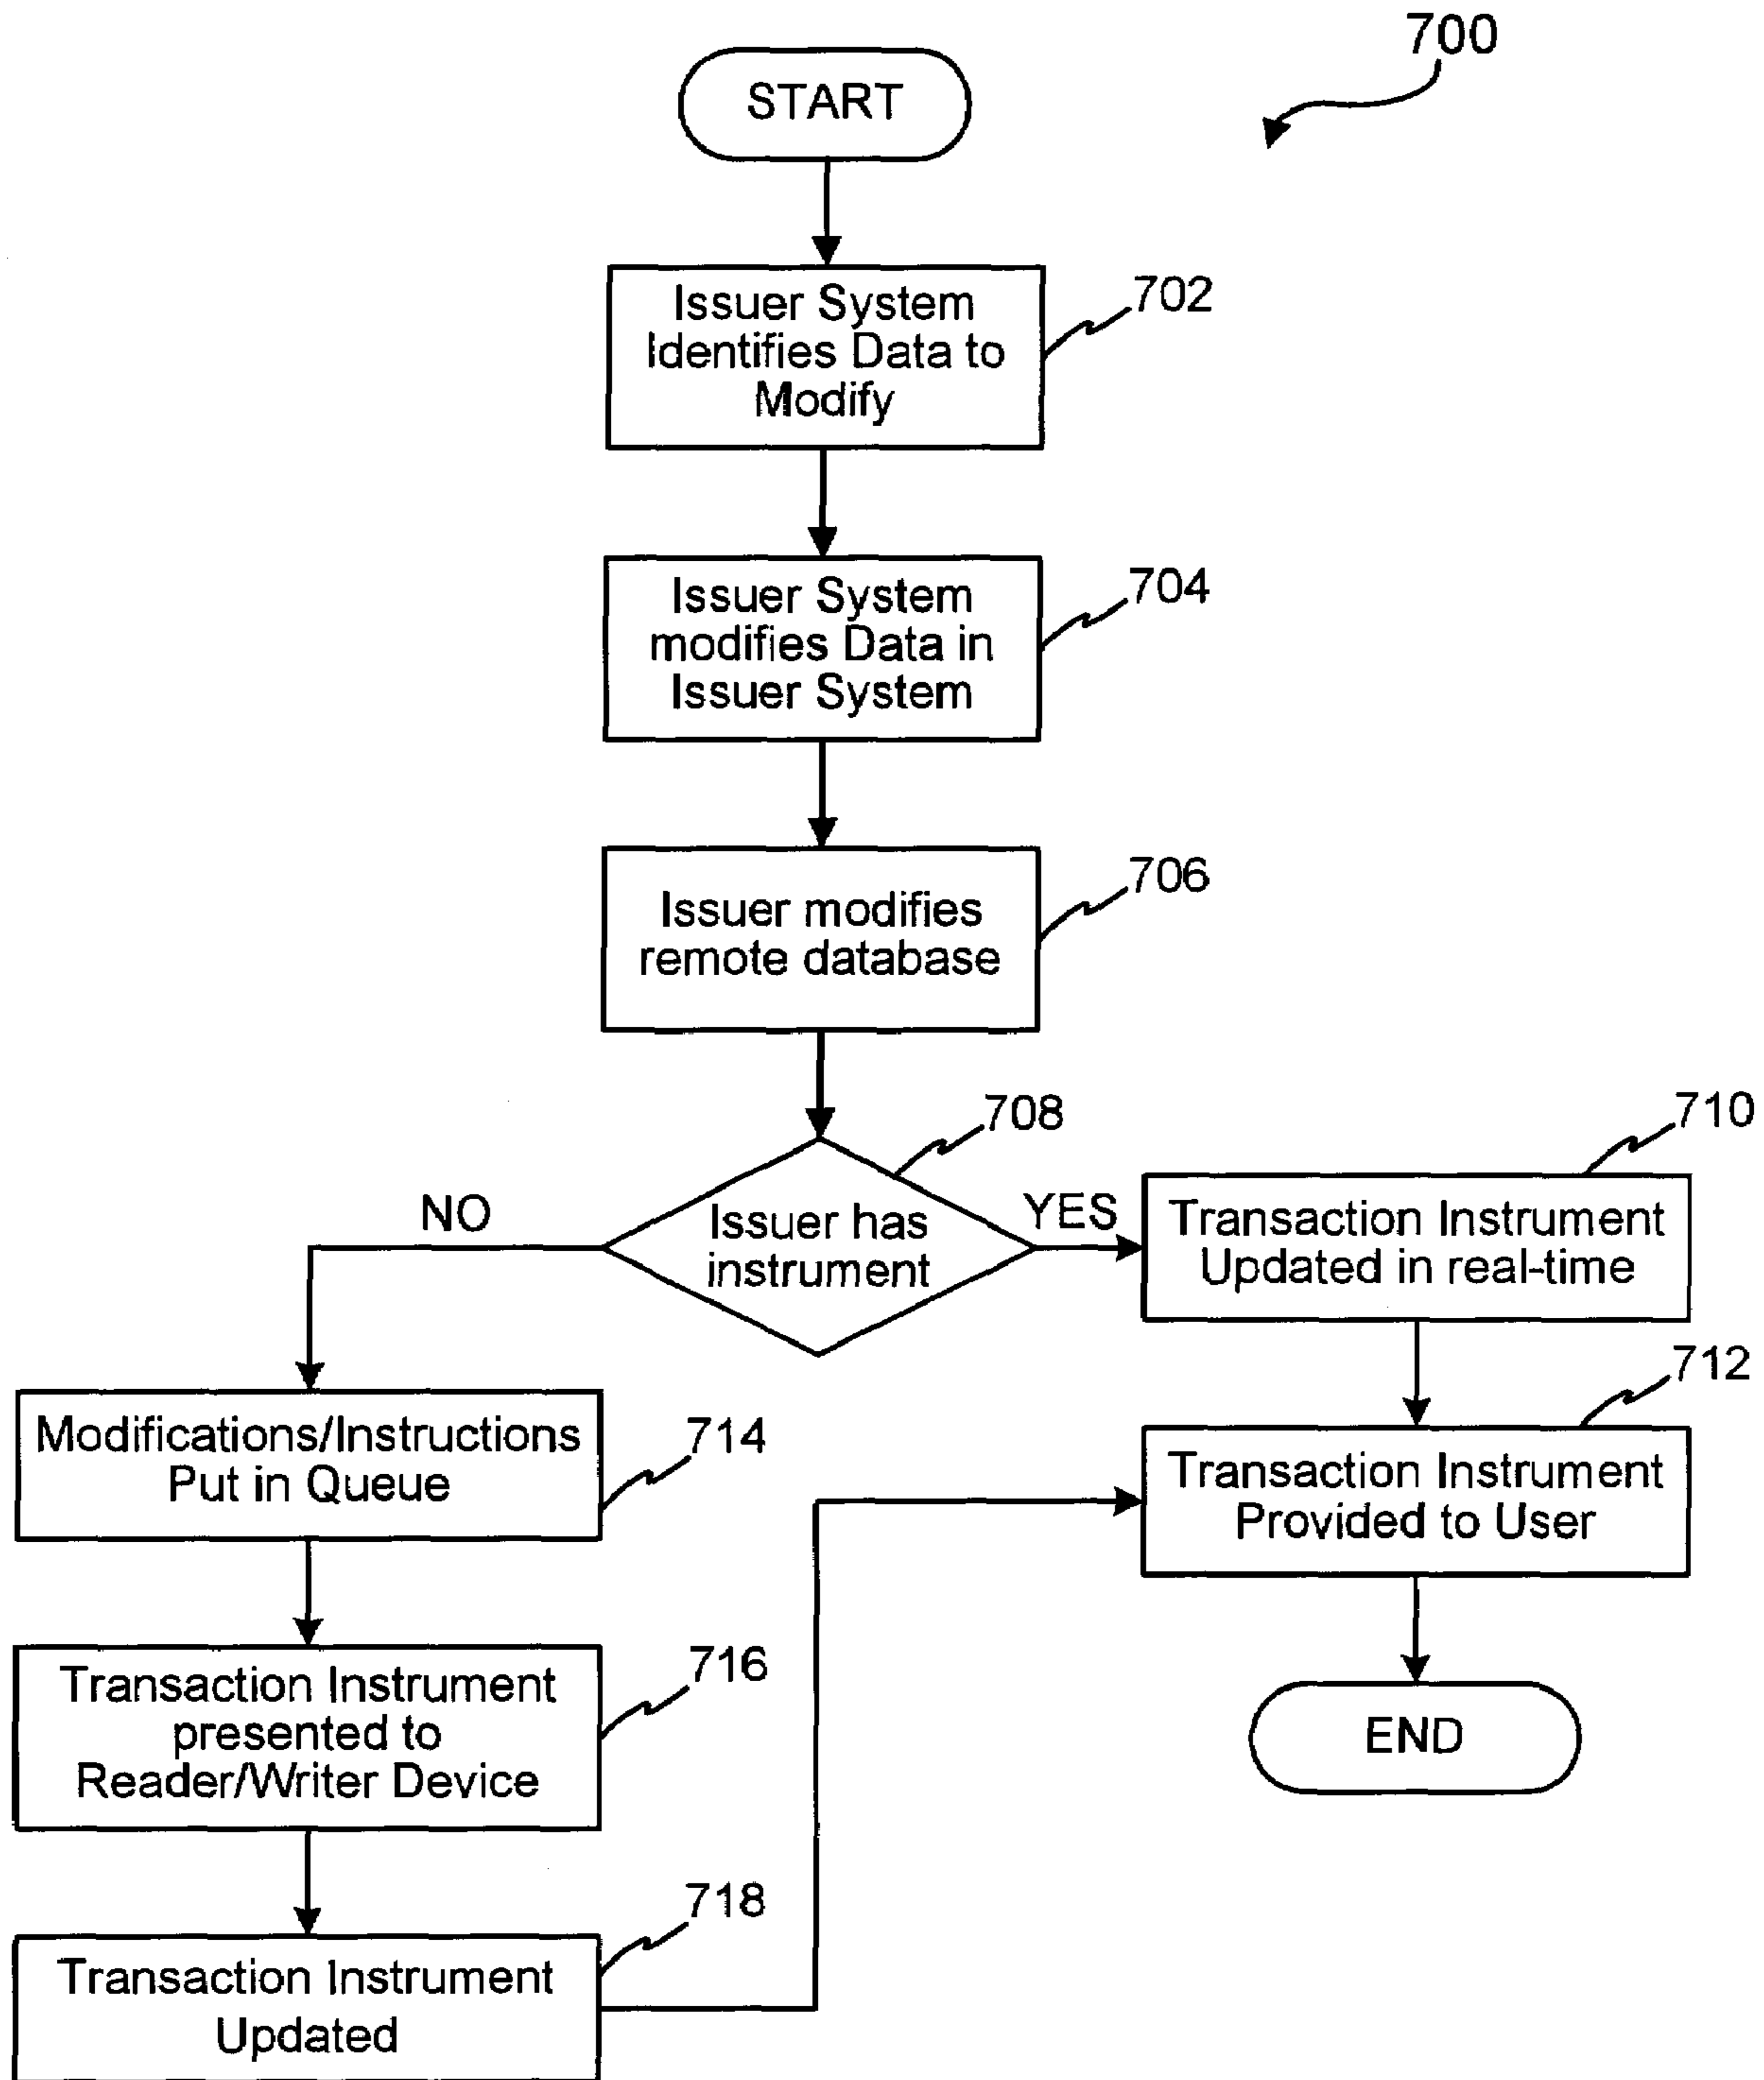 700
START
702
Issuer System
Identifies Data to
Modify
704
Issuer System
modifies Data in
Issuer System
706
Issuer modifies
remote database
708
Issuer has
instrument
NO
YES
710
Transaction Instrument
Updated in real-time
712
Transaction Instrument
Provided to User
END
714
Modifications/Instructions
Put in Queue
716
Transaction Instrument
presented to
Reader/Writer Device
718
Transaction Instrument
Updated